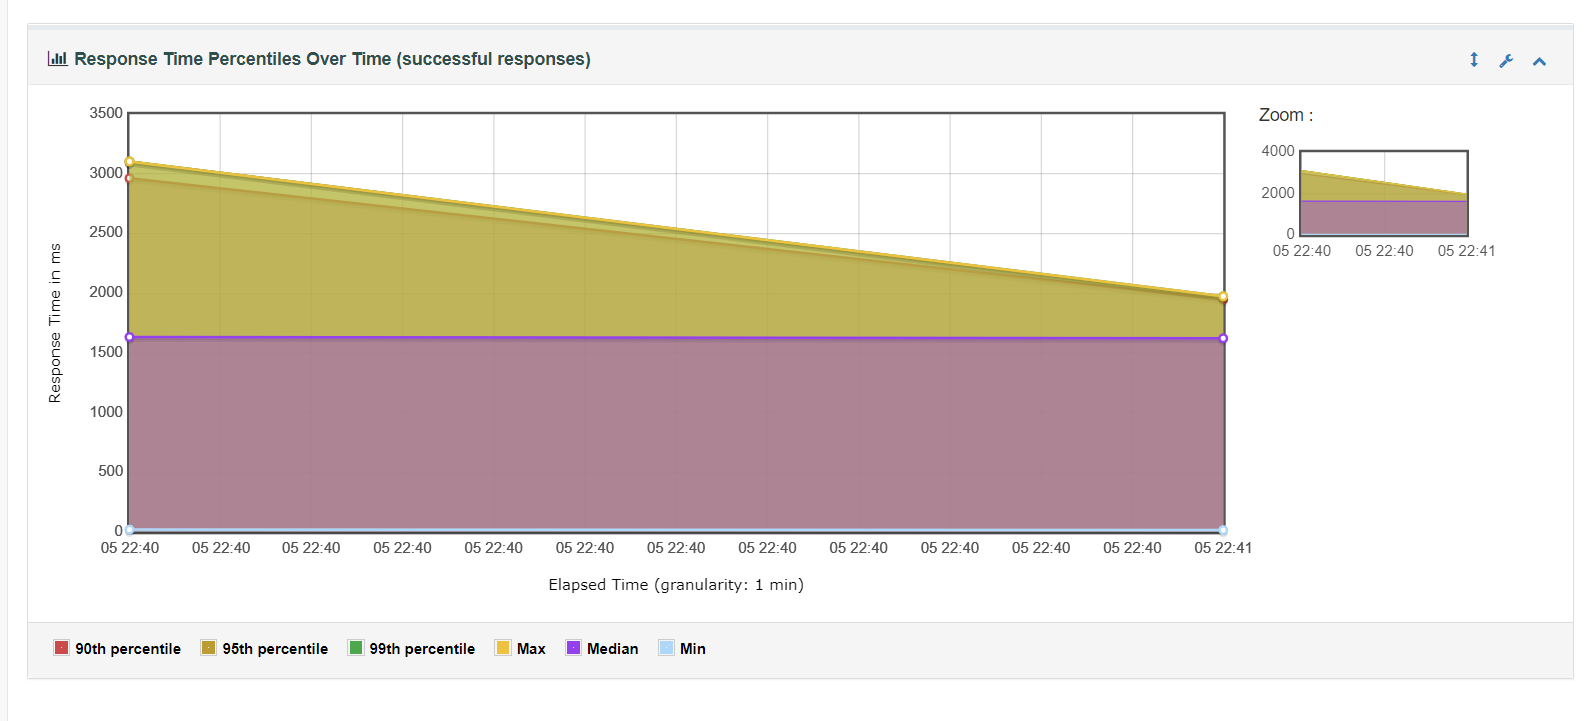 Response Time Percentiles Over Time (successful responses)
Zoom :
3500
3000
2500
2000
1500
1000
500
0
Response Time in ms
05 22:40 05 22:40 05 22:40 05 22:40 05 22:40 05 22:40 05 22:40 05 22:40 05 22:40 05 22:40 05 22:40 05 22:40 05 22:41
Elapsed Time (granularity: 1 min)
4000
2000
0
05 22:40 05 22:40 05 22:41
90th percentile 95th percentile 99th percentile Max Median Min